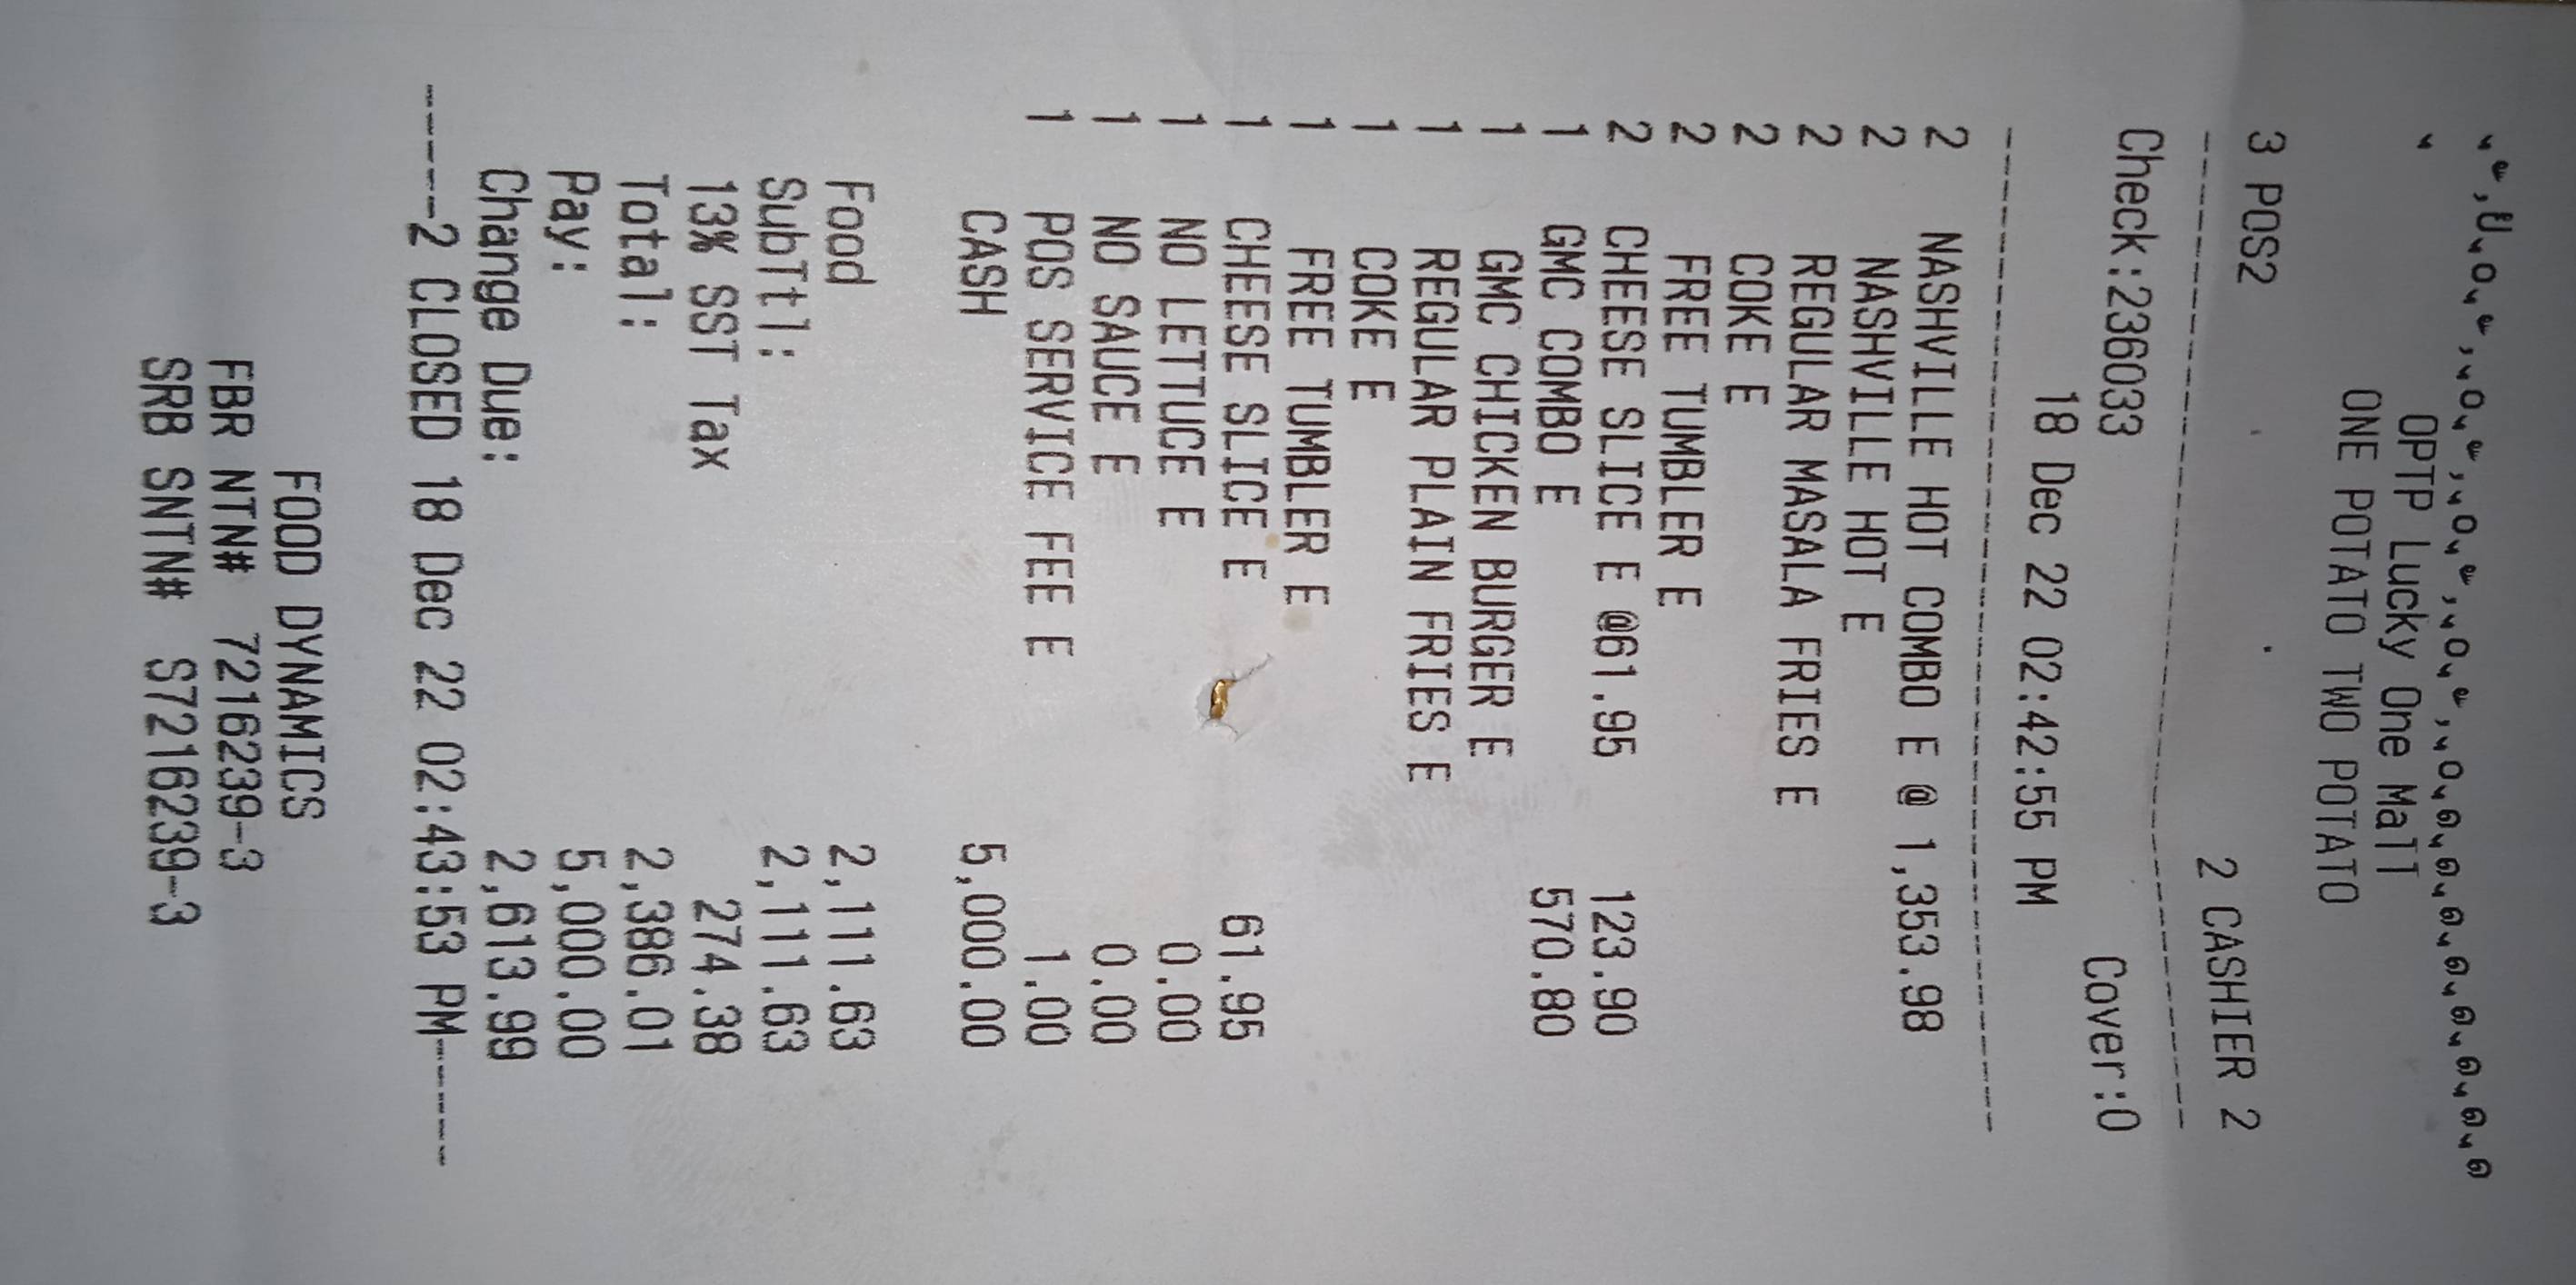 OPTP Lucky One Mall
ONE POTATO TWO POTATO
3 POS2 2 CASHIER 2
Check:236033 Cover:0
18 Dec 22 02:42:55 PM
2 NASHVILLE HOT COMBO E @ 1,353.98
2 NASHVILLE HOT E
2 REGULAR MASALA FRIES E
2 COKE E
2 FREE TUMBLER E
2 CHEESE SLICE E @61.95 123.90
1 GMC COMBO E 570.80
1 GMC CHICKEN BURGER E
1 REGULAR PLAIN FRIES E
1 COKE E
1 FREE TUMBLER E
1 CHEESE SLICE E 61.95
1 NO LETTUCE E 0.00
1 NO SAUCE E 0.00
1 POS SERVICE FEE E 1.00
CASH 5,000.00
Food 2,111.63
SubTtl: 2,111.63
13% SST Tax 274.38
Total: 2,386.01
Pay: 5,000.00
Change Due: 2,613.99
-----2 CLOSED 18 Dec 22 02:43:53 PM------
FOOD DYNAMICS
FBR NTN# 7216239-3
SRB SNTN# S7216239-3